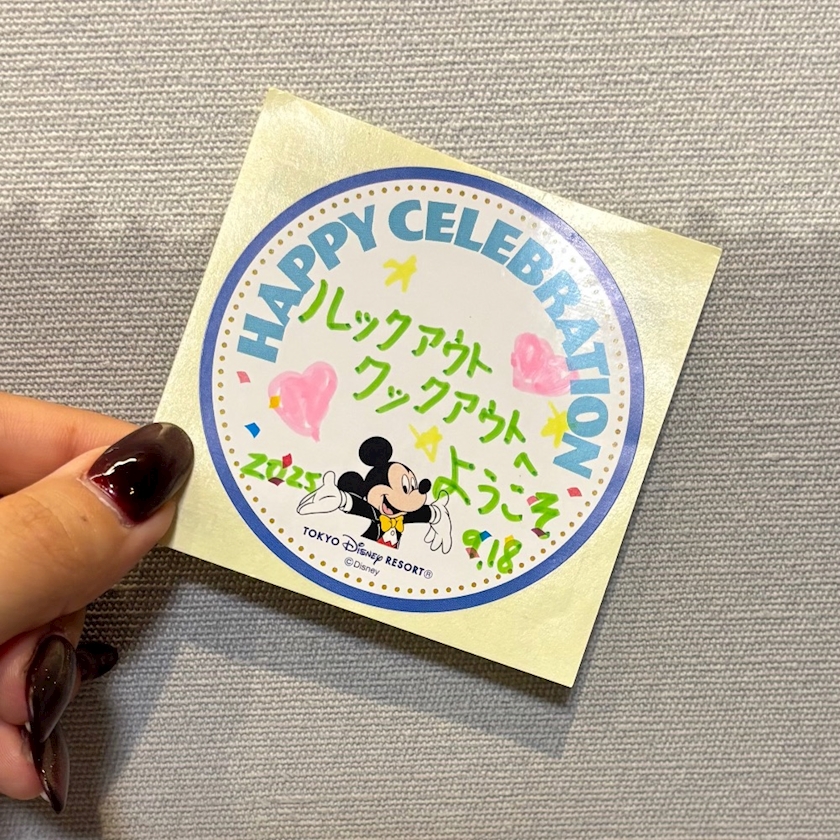 HAPPY CELEBRATION
ルックアウト
クックアウト
へ
ようこそ
2025
9.18
TOKYO Disney RESORT®
©Disney